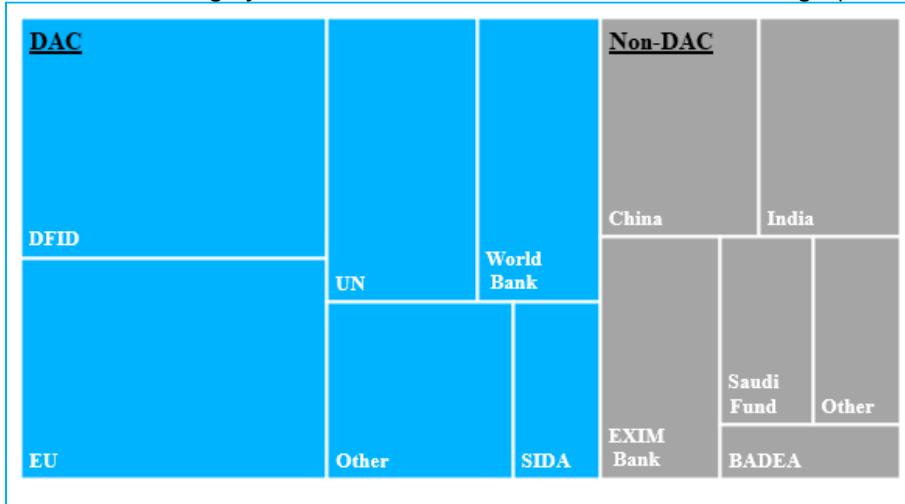 DAC
DFID
EU
UN
World
Bank
Other
SIDA
Non-DAC
China
India
EXIM
Bank
Saudi
Fund
Other
BADEA